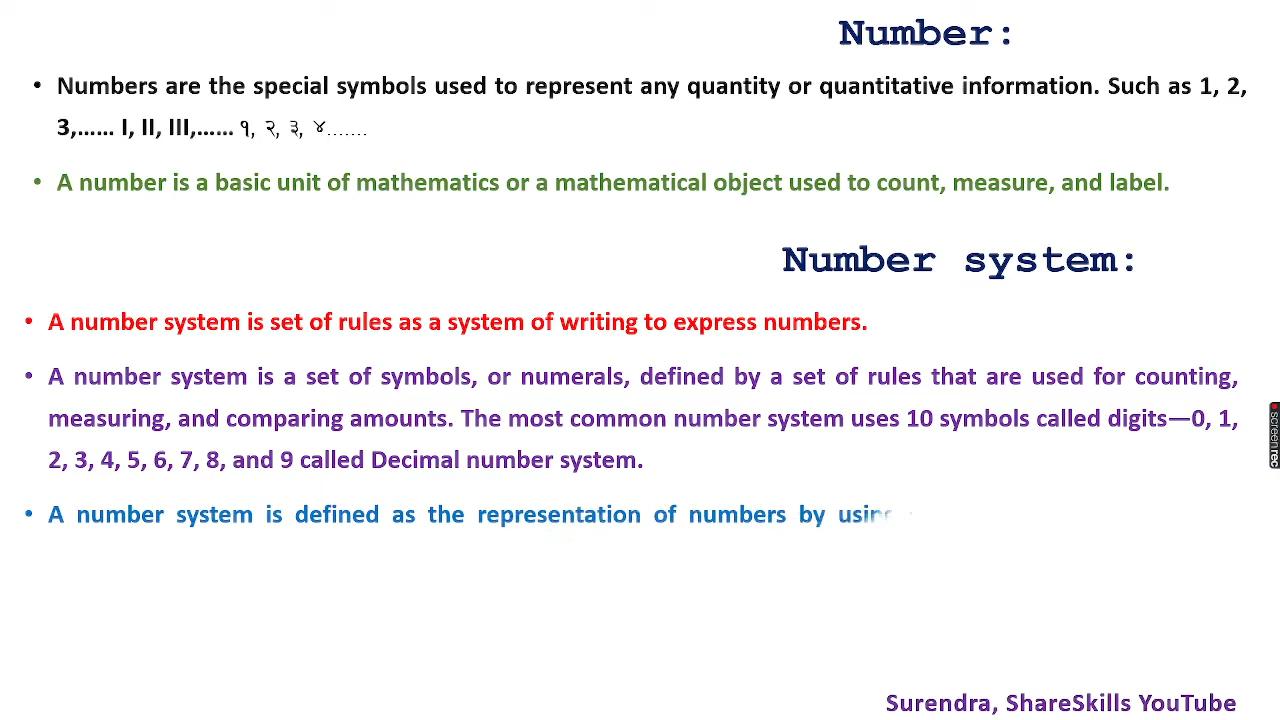 Number:
• Numbers are the special symbols used to represent any quantity or quantitative information. Such as 1, 2,
3,…... I, II, III,…... १, २, ३, ४…....
• A number is a basic unit of mathematics or a mathematical object used to count, measure, and label.
Number system:
• A number system is set of rules as a system of writing to express numbers.
• A number system is a set of symbols, or numerals, defined by a set of rules that are used for counting,
measuring, and comparing amounts. The most common number system uses 10 symbols called digits—0, 1,
2, 3, 4, 5, 6, 7, 8, and 9 called Decimal number system.
• A number system is defined as the representation of numbers by using
screenrec
Surendra, ShareSkills YouTube